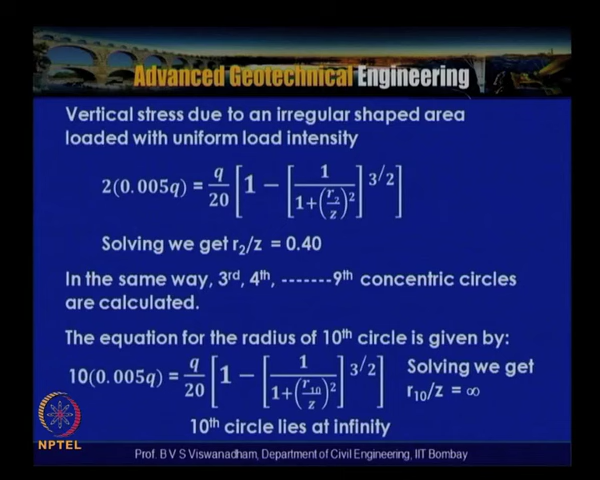 Advanced Geotechnical Engineering
Vertical stress due to an irregular shaped area
loaded with uniform load intensity
2(0.005q) = q/20 [1 − [1/(1+(r₂/z)²)]^3/2]
Solving we get r₂/z = 0.40
In the same way, 3rd, 4th, -------9th concentric circles
are calculated.
The equation for the radius of 10th circle is given by:
10(0.005q) = q/20 [1 − [1/(1+(r₁₀/z)²)]^3/2] Solving we get
r₁₀/z = ∞
10th circle lies at infinity
NPTEL
Prof. B V S Viswanadham, Department of Civil Engineering, IIT Bombay